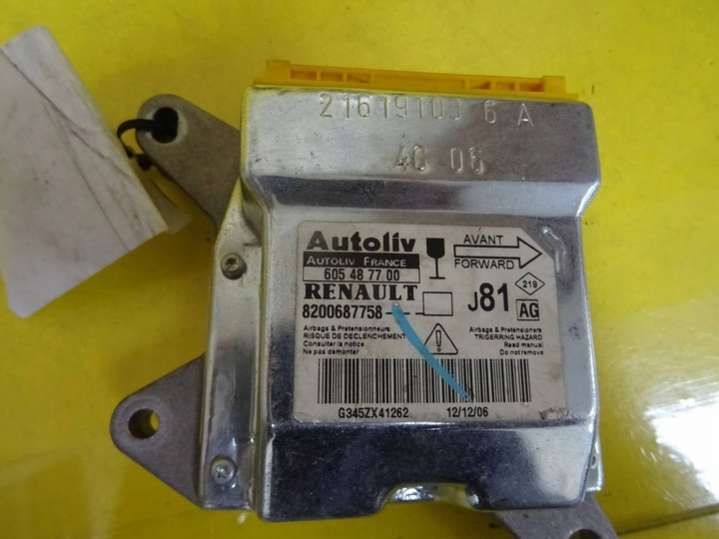 21619103 6 A
40 06
Autoliv
AUTOLIV FRANCE
605 48 77 00
RENAULT
8200687758 - -
AVANT
FORWARD
J81
219
AG
Airbags & Pretensionneurs
RISQUE DE DECLENCHEMENT
Consulter la notice
Ne pas demonter
Airbags & Pretensioners
TRIGERRING HAZARD
Read manual
Do not remove
G345ZX41262
12/12/06